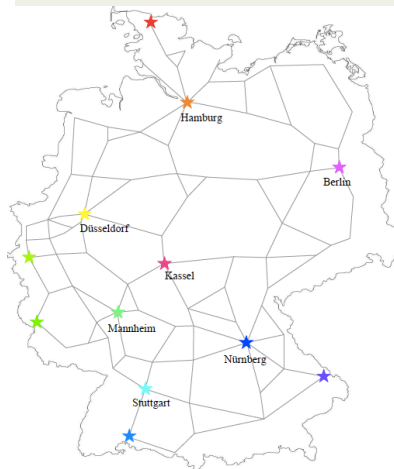 Hamburg
Berlin
Düsseldorf
Kassel
Mannheim
Nürnberg
Stuttgart